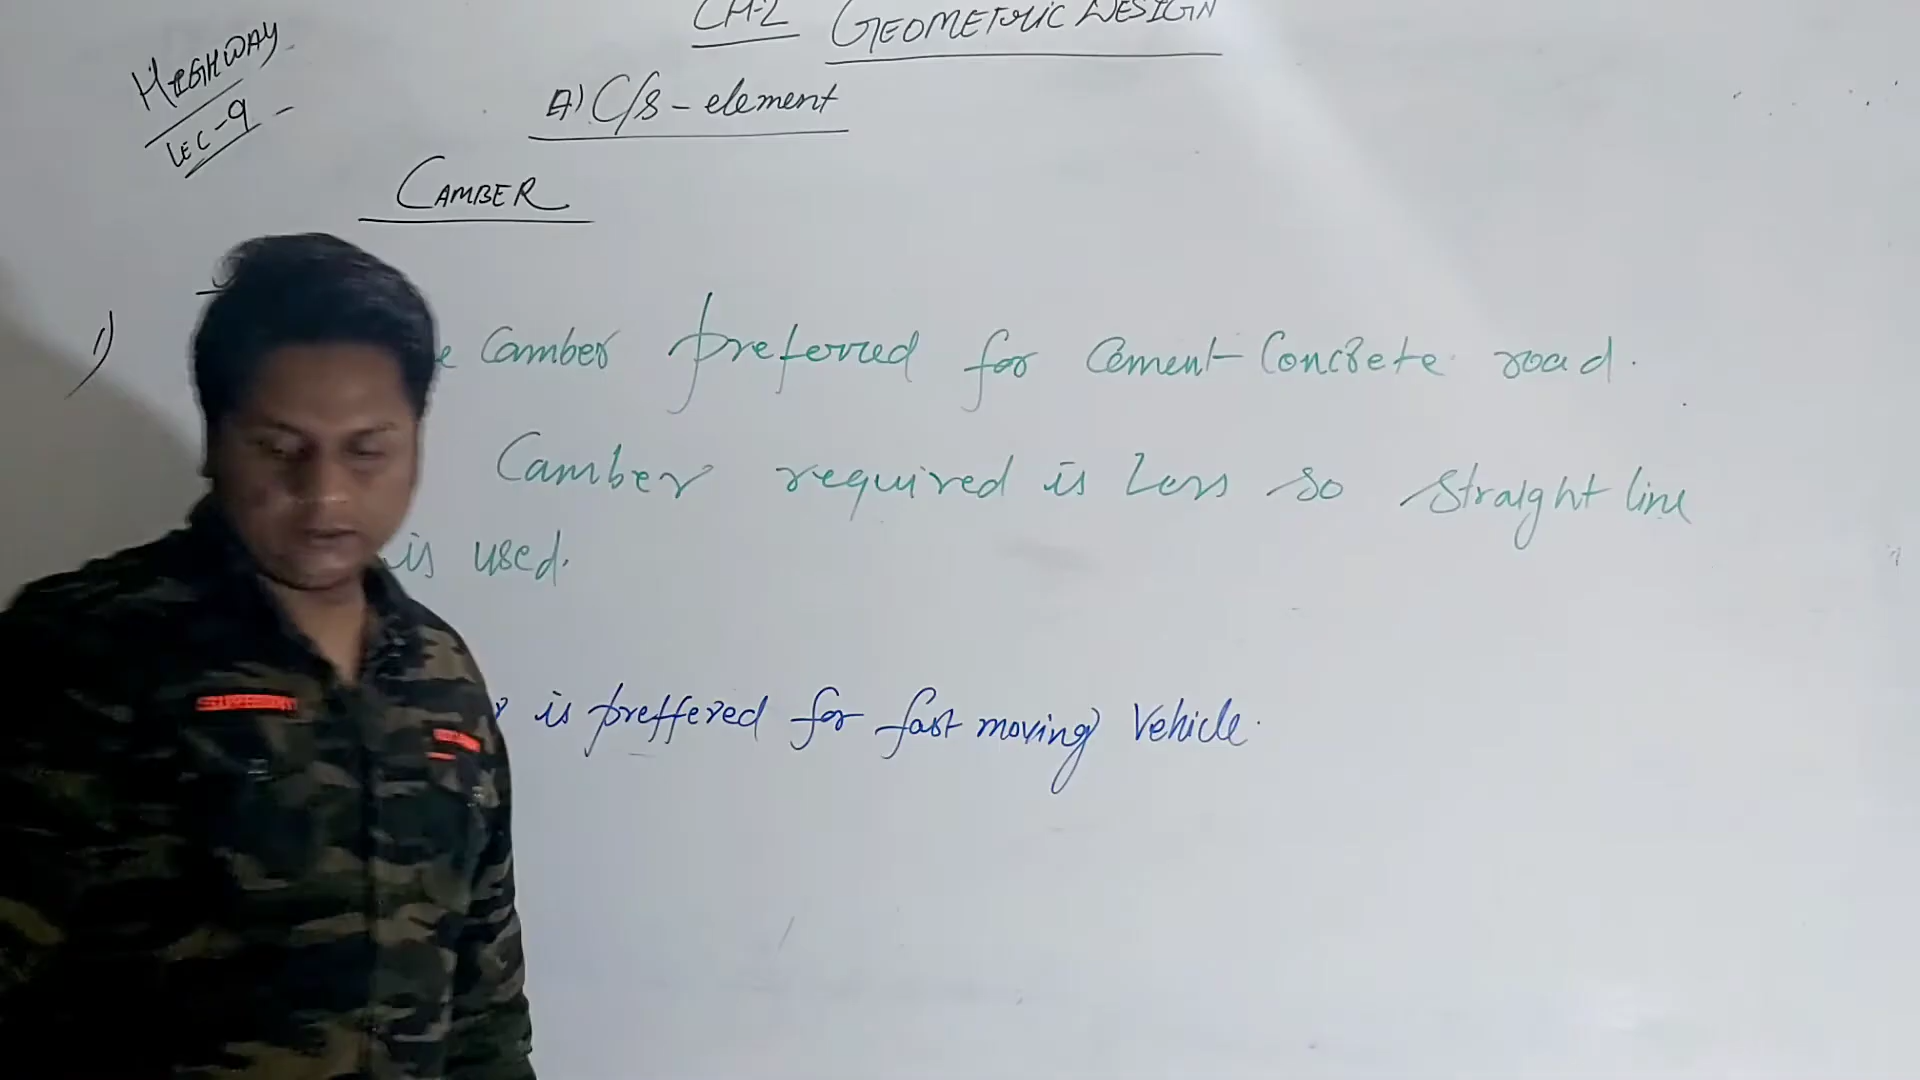 CH-2 GEOMETRIC DESIGN
HIGHWAY
LEC-9
A) C/S - element
CAMBER
1) camber preferred for Cement Concrete road.
Camber required is Less so straight line
is used.
is preffered for fast moving Vehicle.